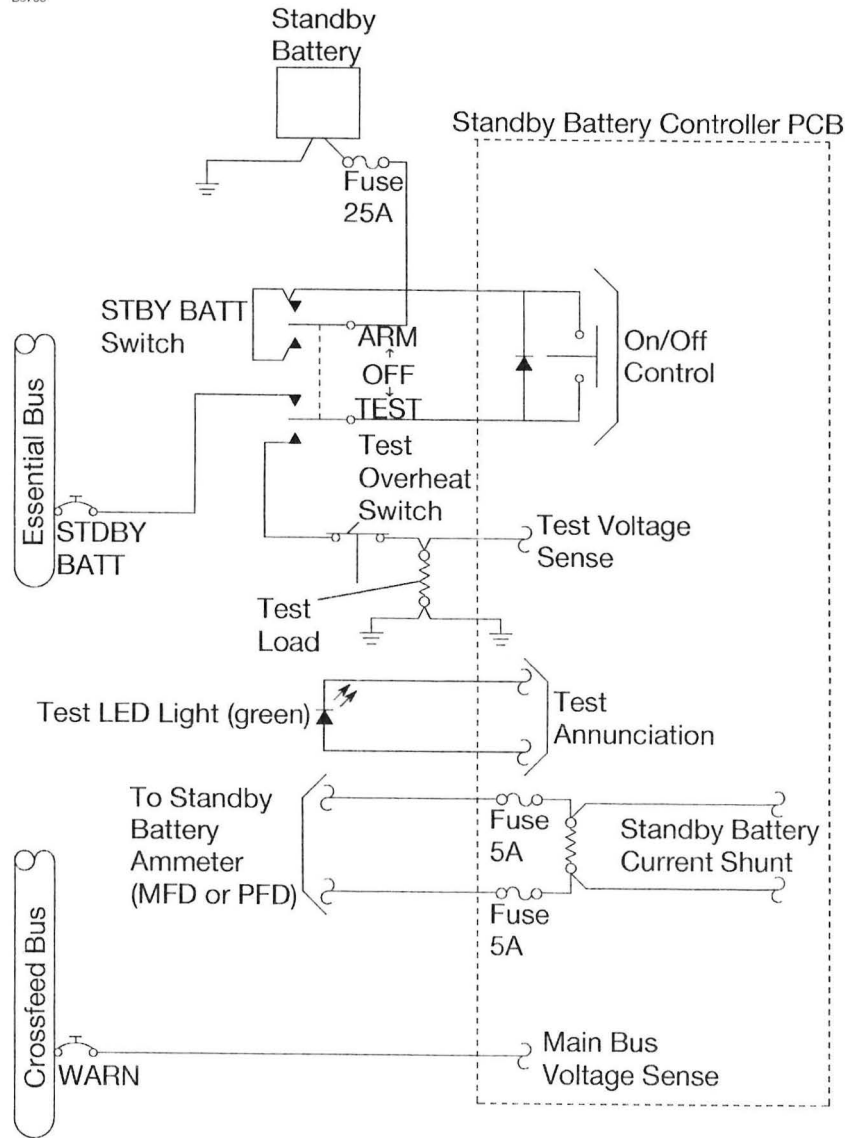 Standby
Battery
Standby Battery Controller PCB
Fuse
25A
STBY BATT
Switch
ARM
OFF
TEST
On/Off
Control
Essential Bus
STDBY
BATT
Test
Overheat
Switch
Test Voltage
Sense
Test
Load
Test LED Light (green)
Test
Annunciation
To Standby
Battery
Ammeter
(MFD or PFD)
Fuse
5A
Standby Battery
Current Shunt
Fuse
5A
Crossfeed Bus
WARN
Main Bus
Voltage Sense